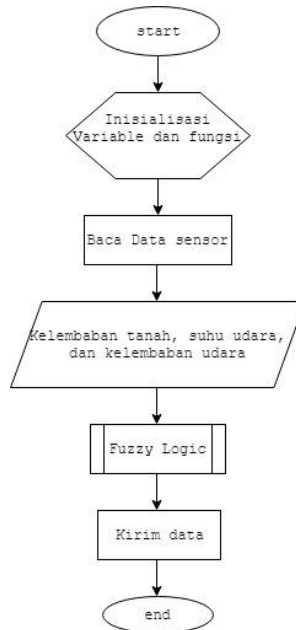 start
Inisialisasi
Variable dan fungsi
Baca Data sensor
Kelembaban tanah, suhu udara,
dan kelembaban udara
Fuzzy Logic
Kirim data
end